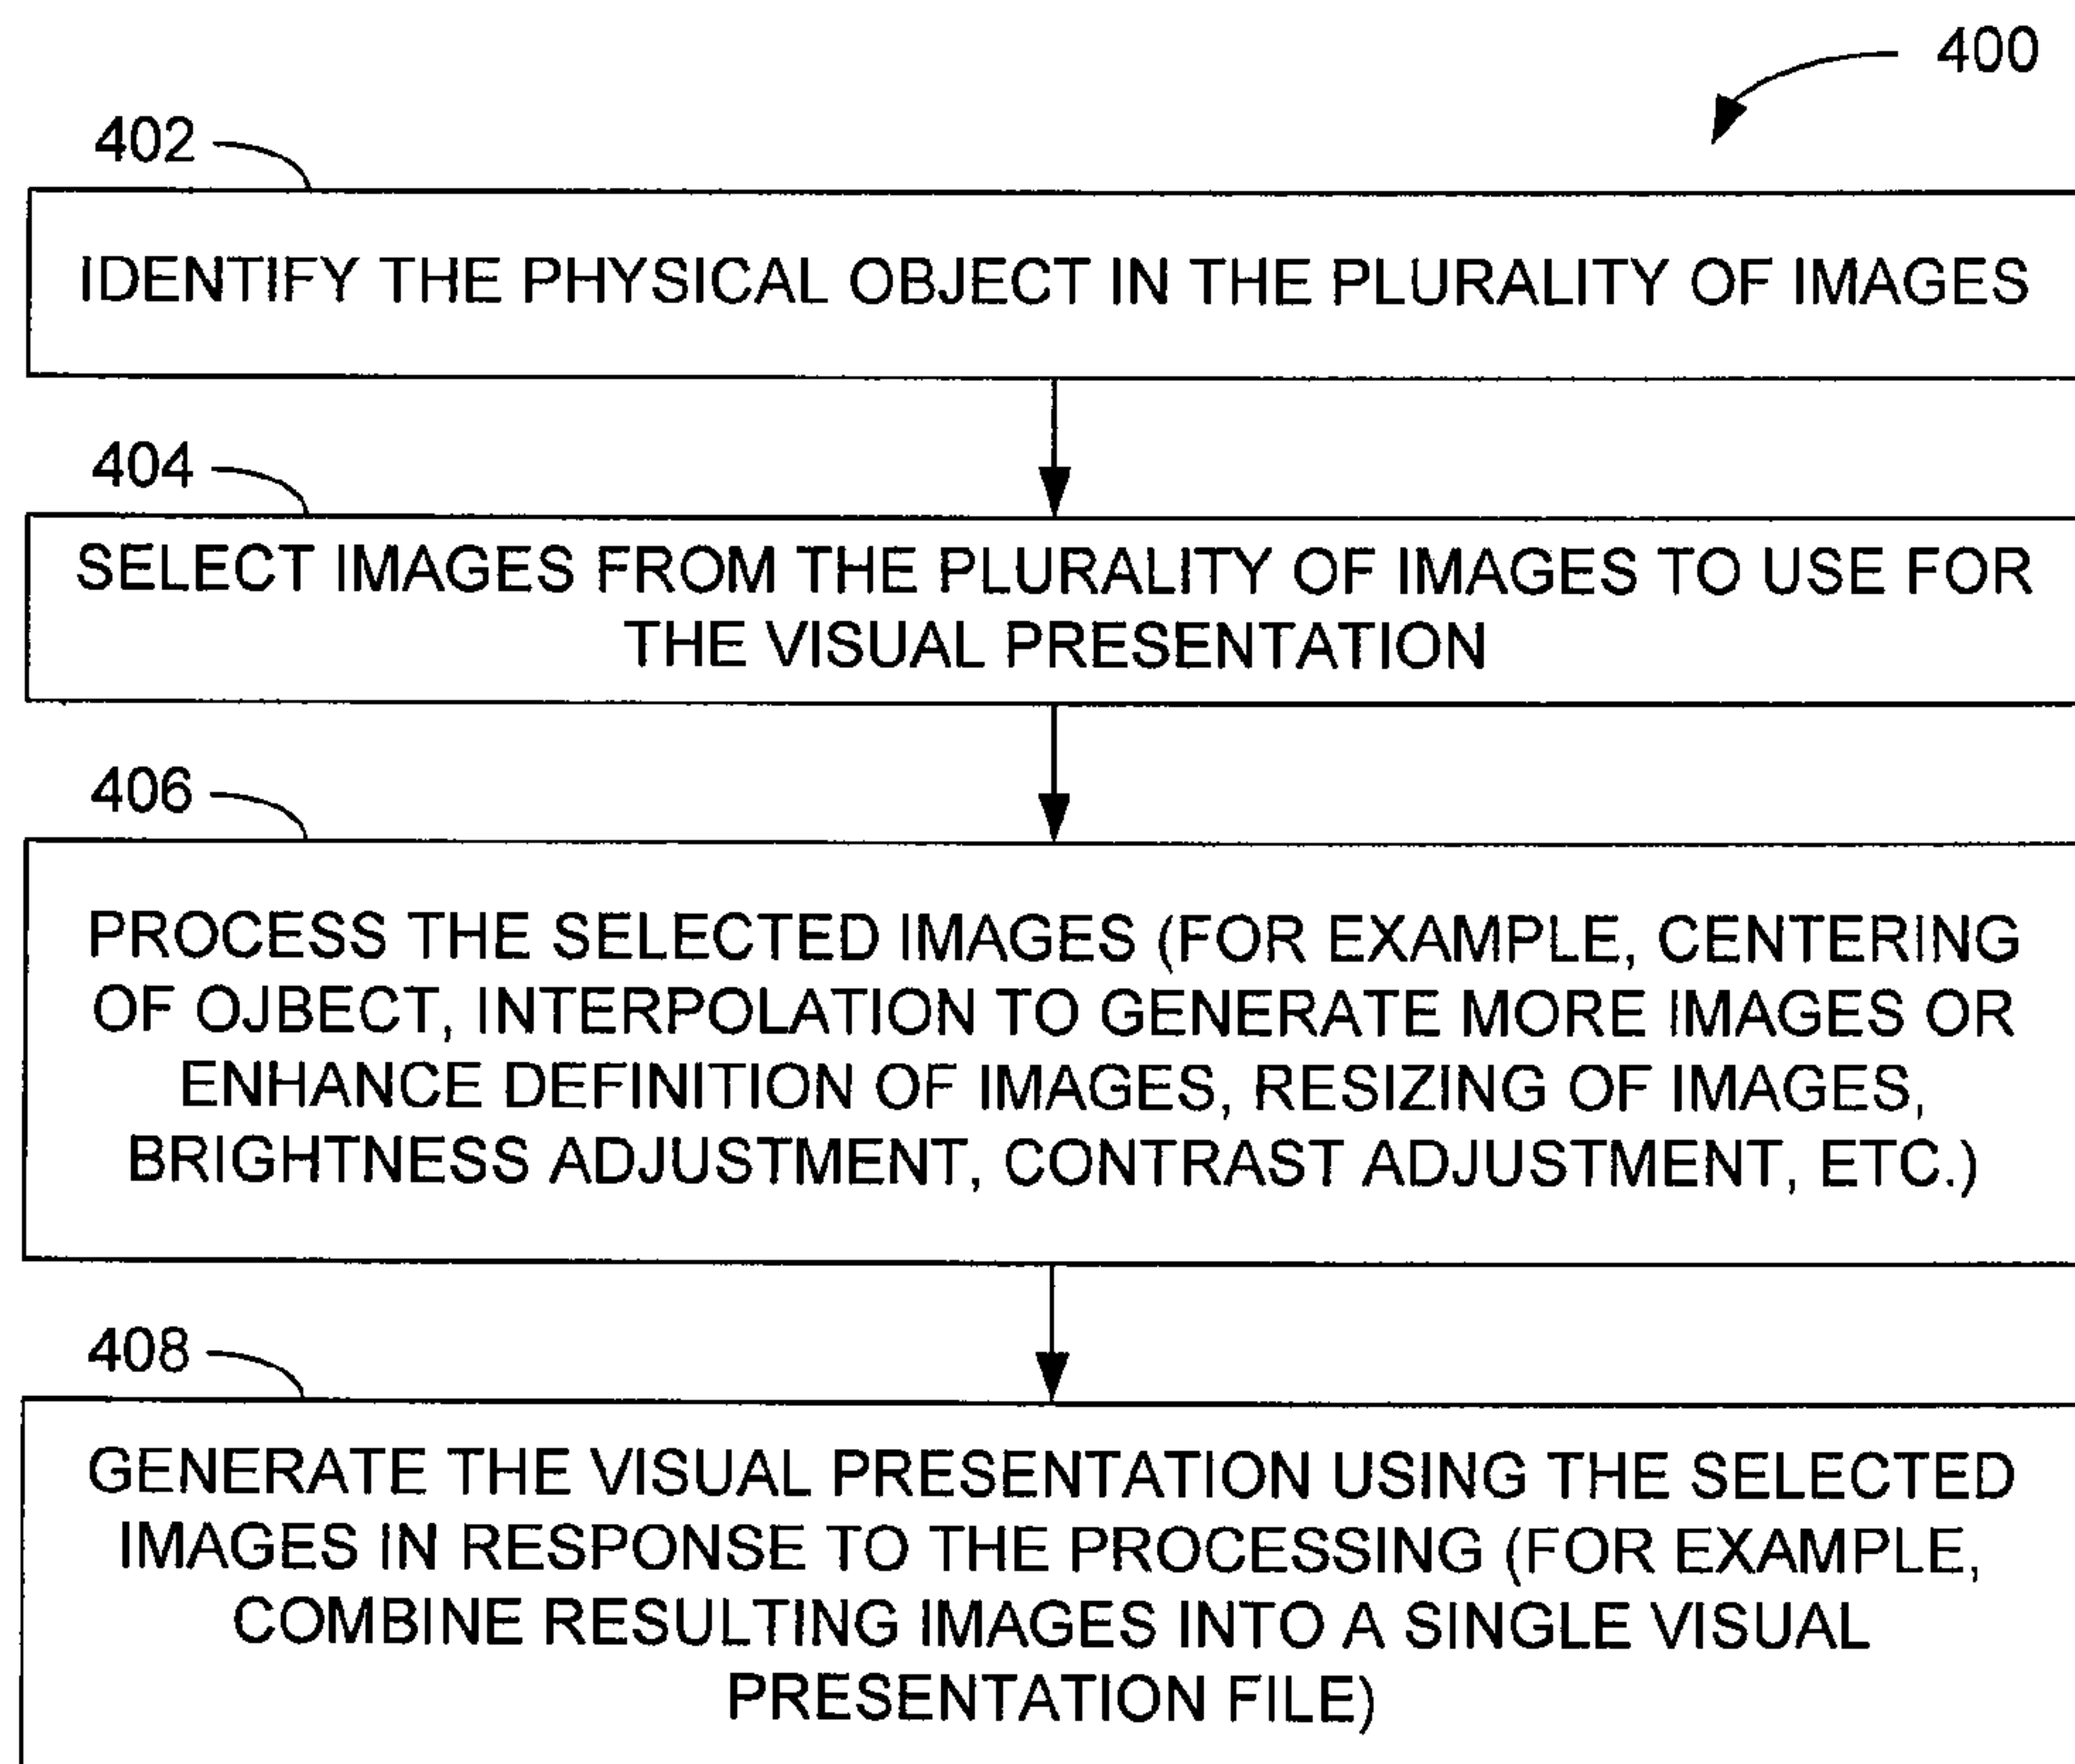 400
402
IDENTIFY THE PHYSICAL OBJECT IN THE PLURALITY OF IMAGES
404
SELECT IMAGES FROM THE PLURALITY OF IMAGES TO USE FOR
THE VISUAL PRESENTATION
406
PROCESS THE SELECTED IMAGES (FOR EXAMPLE, CENTERING
OF OJBECT, INTERPOLATION TO GENERATE MORE IMAGES OR
ENHANCE DEFINITION OF IMAGES, RESIZING OF IMAGES,
BRIGHTNESS ADJUSTMENT, CONTRAST ADJUSTMENT, ETC.)
408
GENERATE THE VISUAL PRESENTATION USING THE SELECTED
IMAGES IN RESPONSE TO THE PROCESSING (FOR EXAMPLE,
COMBINE RESULTING IMAGES INTO A SINGLE VISUAL
PRESENTATION FILE)